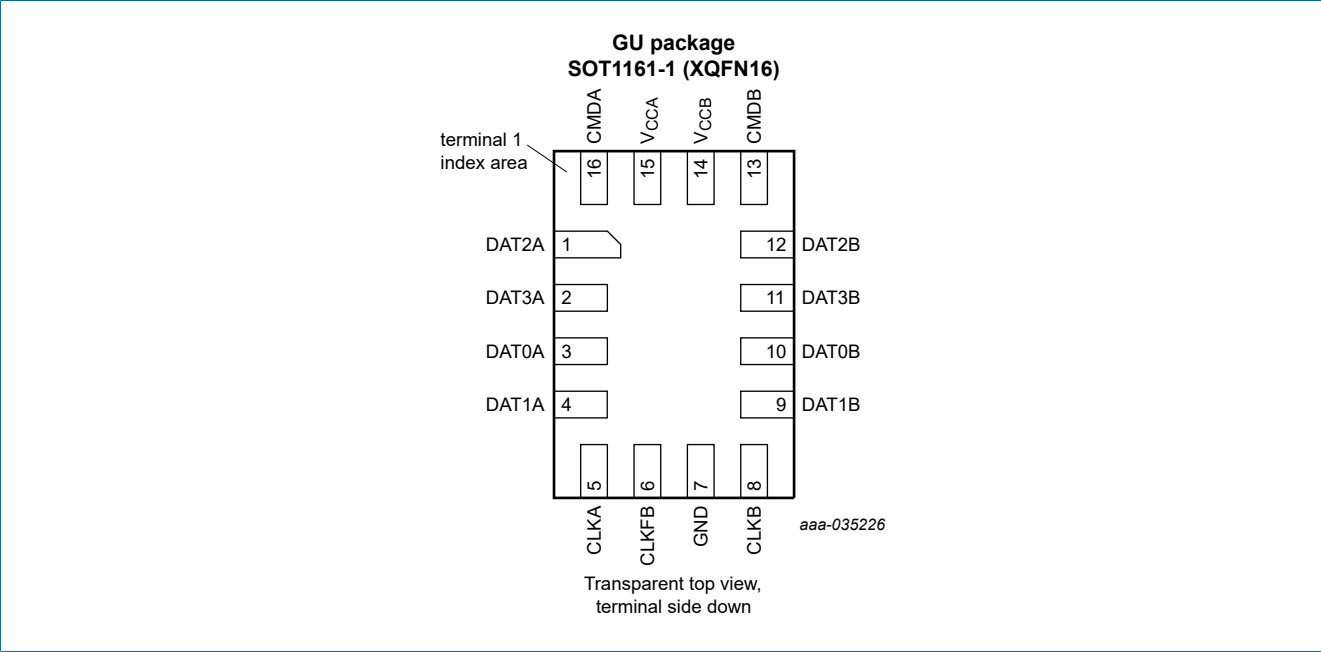 GU package
SOT1161-1 (XQFN16)
CMDA
VCCA
VCCB
CMDB
terminal 1
index area
16
15
14
13
DAT2A 1
12 DAT2B
DAT3A 2
11 DAT3B
DAT0A 3
10 DAT0B
DAT1A 4
9 DAT1B
5
6
7
8
CLKA
CLKFB
GND
CLKB
aaa-035226
Transparent top view,
terminal side down